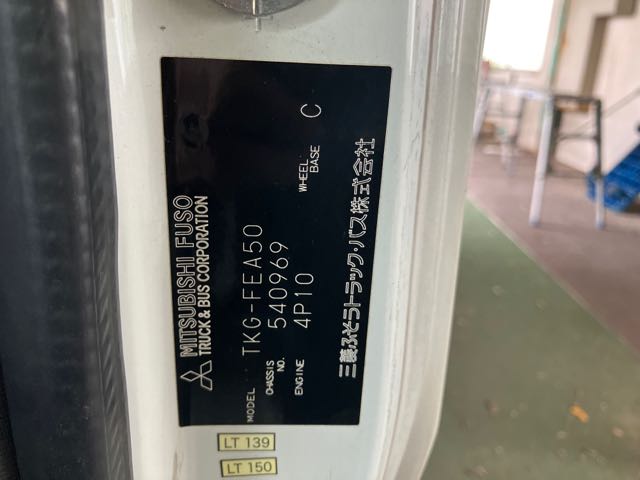 MITSUBISHI FUSO
TRUCK & BUS CORPORATION
MODEL TKG-FEA50
CHASSIS NO. 540969
ENGINE 4P10 WHEEL BASE C
三菱ふそうトラック・バス株式会社
LT 139
LT 150